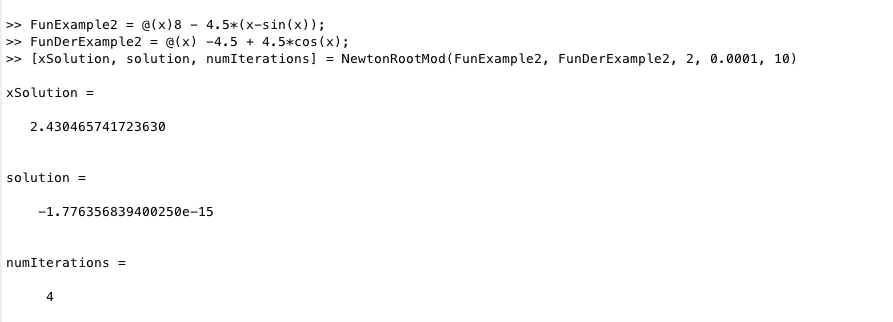 >> FunExample2 = @(x)8 - 4.5*(x-sin(x));
>> FunDerExample2 = @(x) -4.5 + 4.5*cos(x);
>> [xSolution, solution, numIterations] = NewtonRootMod(FunExample2, FunDerExample2, 2, 0.0001, 10)
xSolution =
2.430465741723630
solution =
-1.776356839400250e-15
numIterations =
4